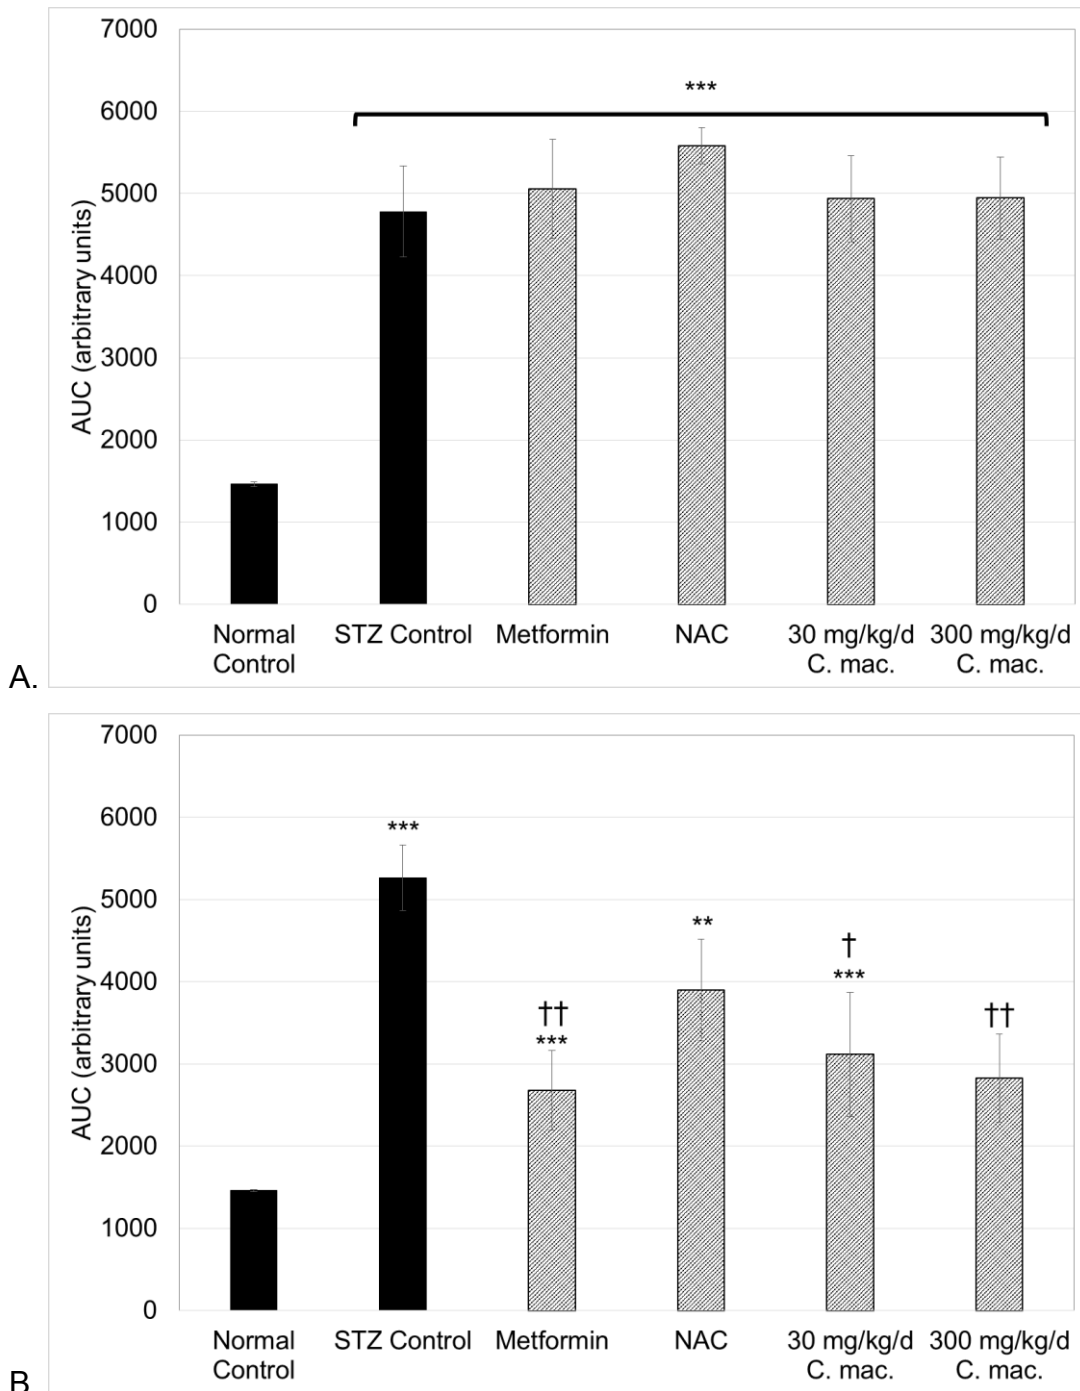 7000
6000
5000
4000
3000
2000
1000
0
AUC (arbitrary units)
***
Normal Control
STZ Control
Metformin
NAC
30 mg/kg/d C. mac.
300 mg/kg/d C. mac.
A.
7000
6000
5000
4000
3000
2000
1000
0
AUC (arbitrary units)
***
††
***
**
†
***
††
Normal Control
STZ Control
Metformin
NAC
30 mg/kg/d C. mac.
300 mg/kg/d C. mac.
B